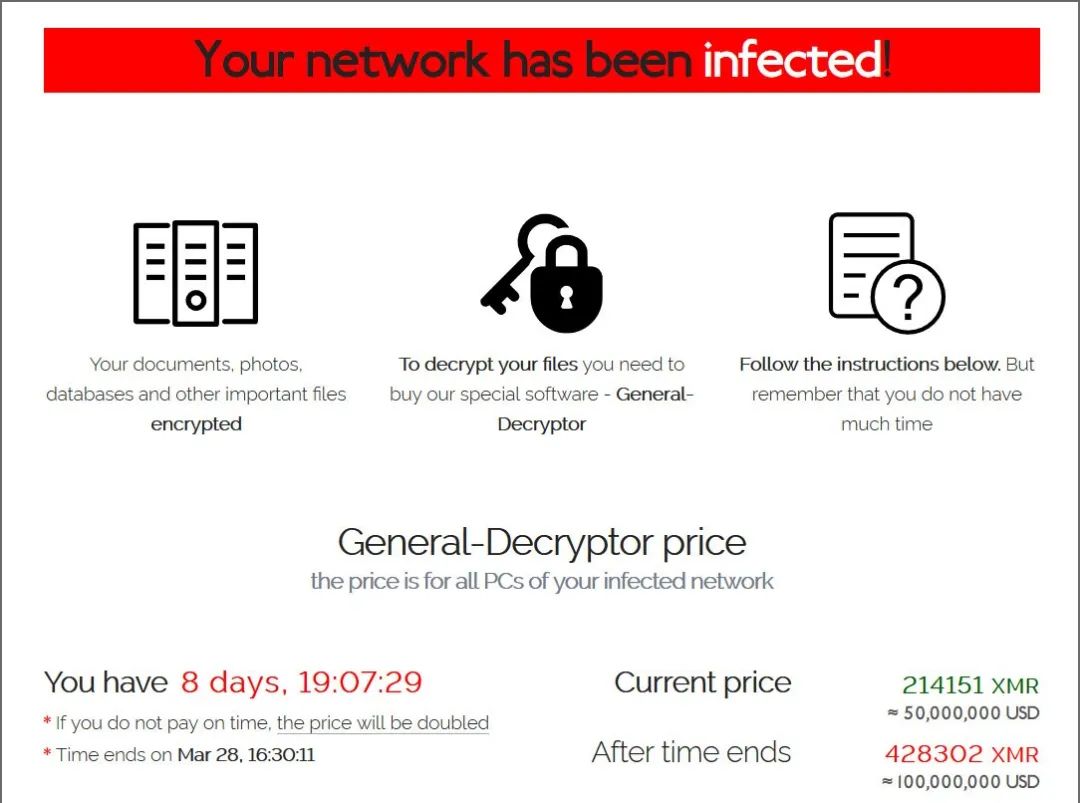 Your network has been infected!
Your documents, photos,
databases and other important files
encrypted
To decrypt your files you need to
buy our special software - General-
Decryptor
Follow the instructions below. But
remember that you do not have
much time
?
General-Decryptor price
the price is for all PCs of your infected network
You have 8 days, 19:07:29
* If you do not pay on time, the price will be doubled
* Time ends on Mar 28, 16:30:11
Current price 214151 XMR
≈ 50,000,000 USD
After time ends 428302 XMR
≈ 100,000,000 USD